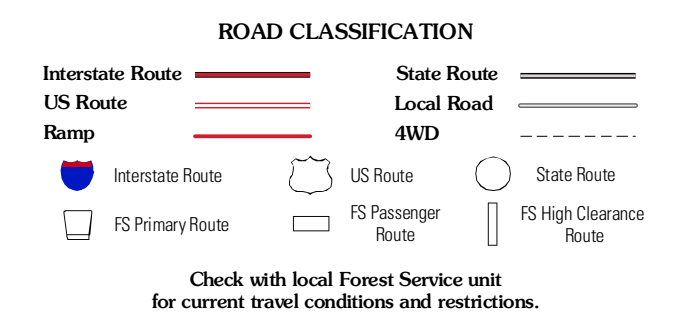 ROAD CLASSIFICATION
Interstate Route
State Route
US Route
Local Road
Ramp
4WD
Interstate Route
US Route
State Route
FS Primary Route
FS Passenger
Route
FS High Clearance
Route
Check with local Forest Service unit
for current travel conditions and restrictions.